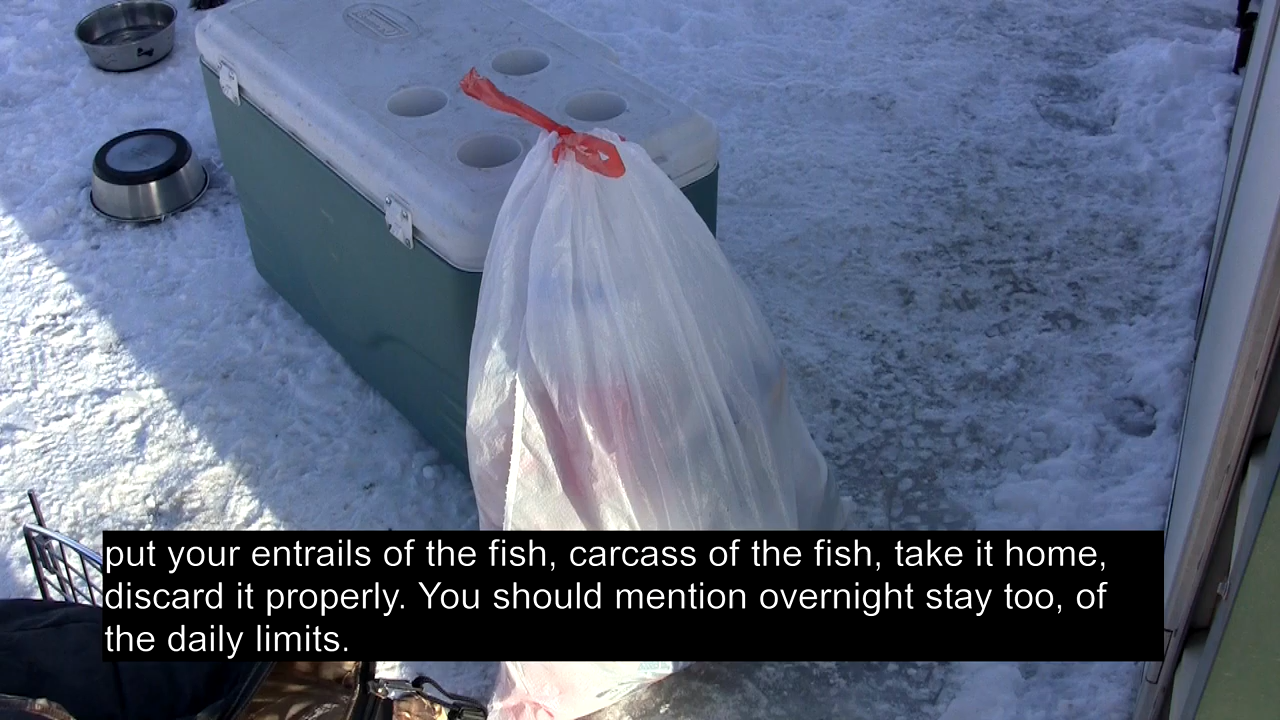 Coleman
put your entrails of the fish, carcass of the fish, take it home,
discard it properly. You should mention overnight stay too, of
the daily limits.